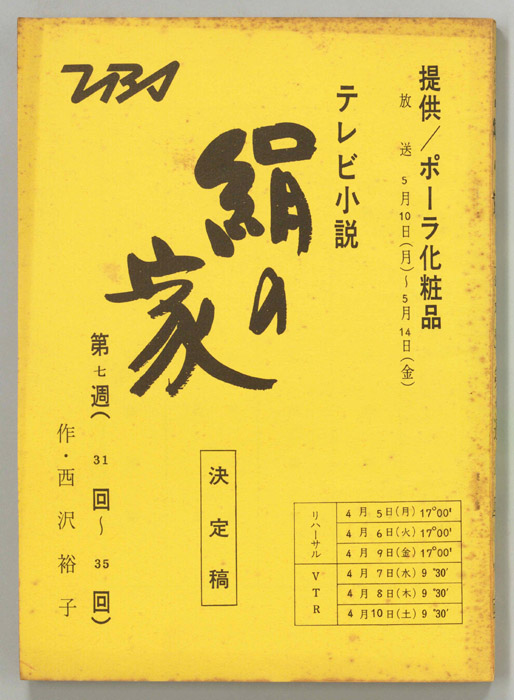 TBS
提供/ポーラ化粧品
放送 5月10日(月)~5月14日(金)
テレビ小説
絹の家
第七週(31回~35回)
作・西沢裕子
決定稿
リハーサル
4月5日(月)17°00'
4月6日(火)17°00'
4月9日(金)17°00'
VTR
4月7日(水)9°30'
4月8日(木)9°30'
4月10日(土)9°30'